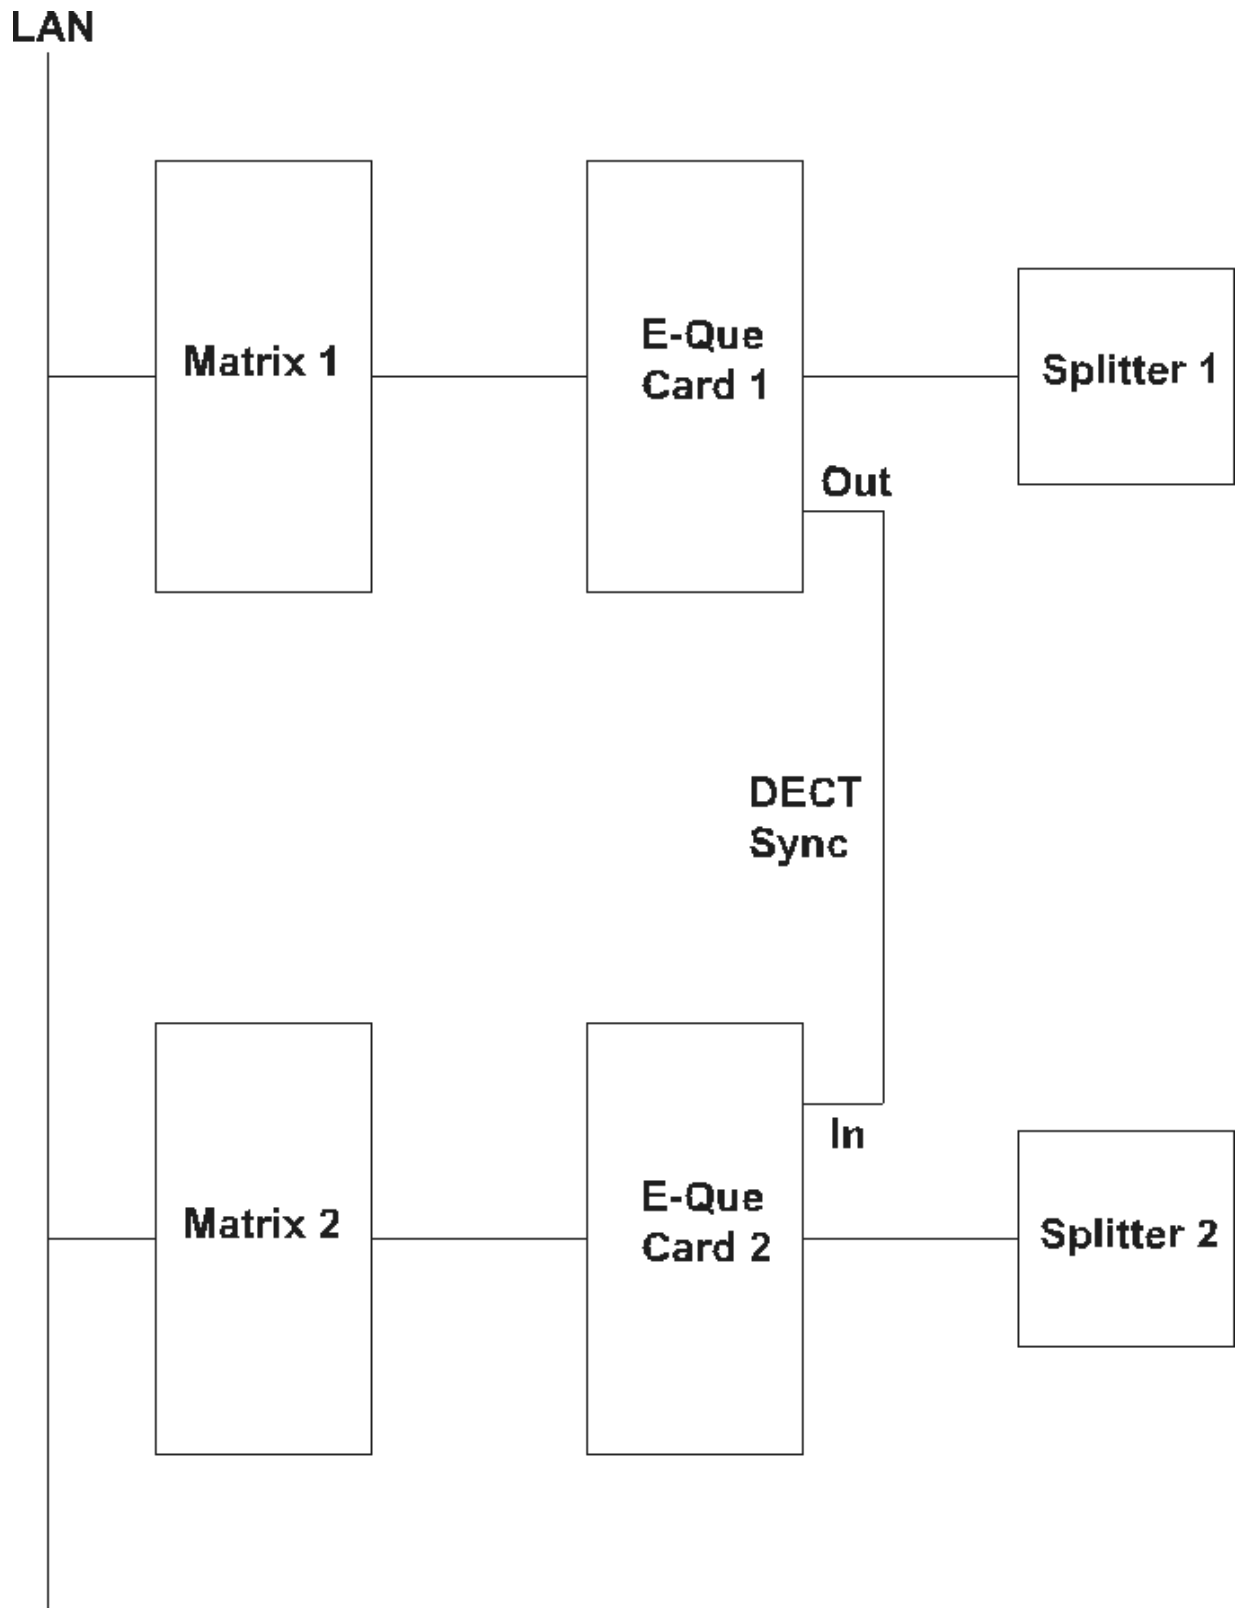 LAN
Matrix 1
E-Que
Card 1
Splitter 1
Out
DECT
Sync
In
Matrix 2
E-Que
Card 2
Splitter 2